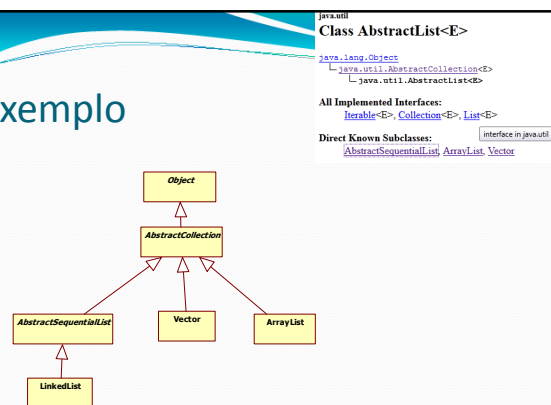 java.util
Class AbstractList<E>
java.lang.Object
java.util.AbstractCollection<E>
java.util.AbstractList<E>
All Implemented Interfaces:
Iterable<E>, Collection<E>, List<E>
Direct Known Subclasses:
interface in java.util
AbstractSequentialList, ArrayList, Vector
xemplo
Object
AbstractCollection
AbstractSequentialList
Vector
ArrayList
LinkedList